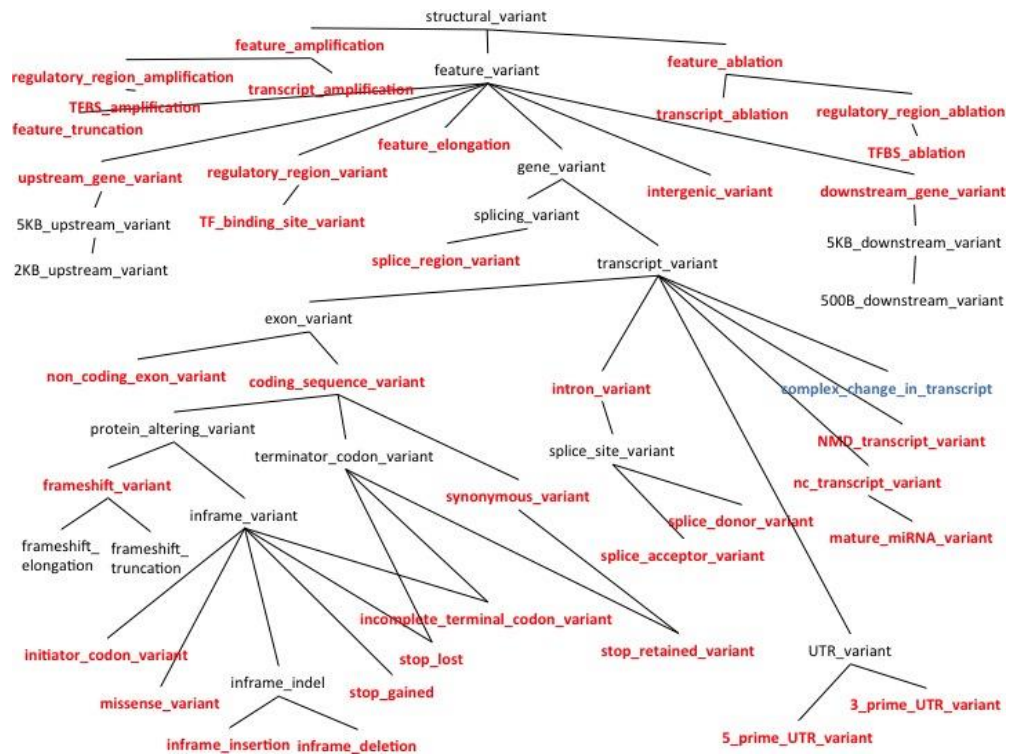 structural_variant
feature_amplification
regulatory_region_amplification
feature_variant
feature_ablation
transcript_amplification
TFBS_amplification
transcript_ablation
regulatory_region_ablation
feature_truncation
feature_elongation
TFBS_ablation
upstream_gene_variant
regulatory_region_variant
gene_variant
intergenic_variant
downstream_gene_variant
5KB_upstream_variant
TF_binding_site_variant
splicing_variant
5KB_downstream_variant
2KB_upstream_variant
splice_region_variant
transcript_variant
500B_downstream_variant
exon_variant
non_coding_exon_variant
coding_sequence_variant
intron_variant
complex_change_in_transcript
protein_altering_variant
terminator_codon_variant
splice_site_variant
NMD_transcript_variant
frameshift_variant
synonymous_variant
nc_transcript_variant
inframe_variant
splice_donor_variant
mature_miRNA_variant
frameshift_
elongation
frameshift_
truncation
splice_acceptor_variant
incomplete_terminal_codon_variant
initiator_codon_variant
stop_lost
stop_retained_variant
UTR_variant
inframe_indel
stop_gained
missense_variant
3_prime_UTR_variant
5_prime_UTR_variant
inframe_insertion
inframe_deletion